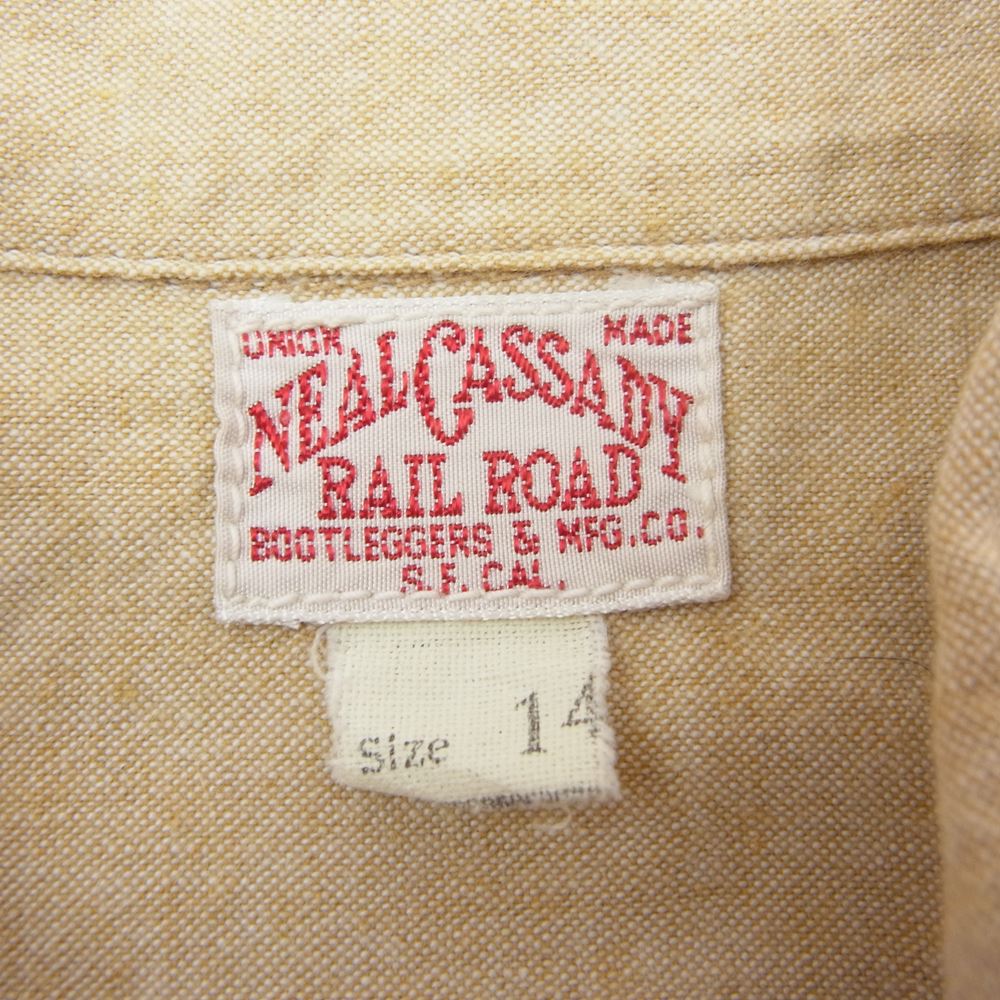 UNION MADE
NEAL CASSADY
RAIL ROAD
BOOTLEGGERS & MFG.CO.
S.F. CAL.
Size 14